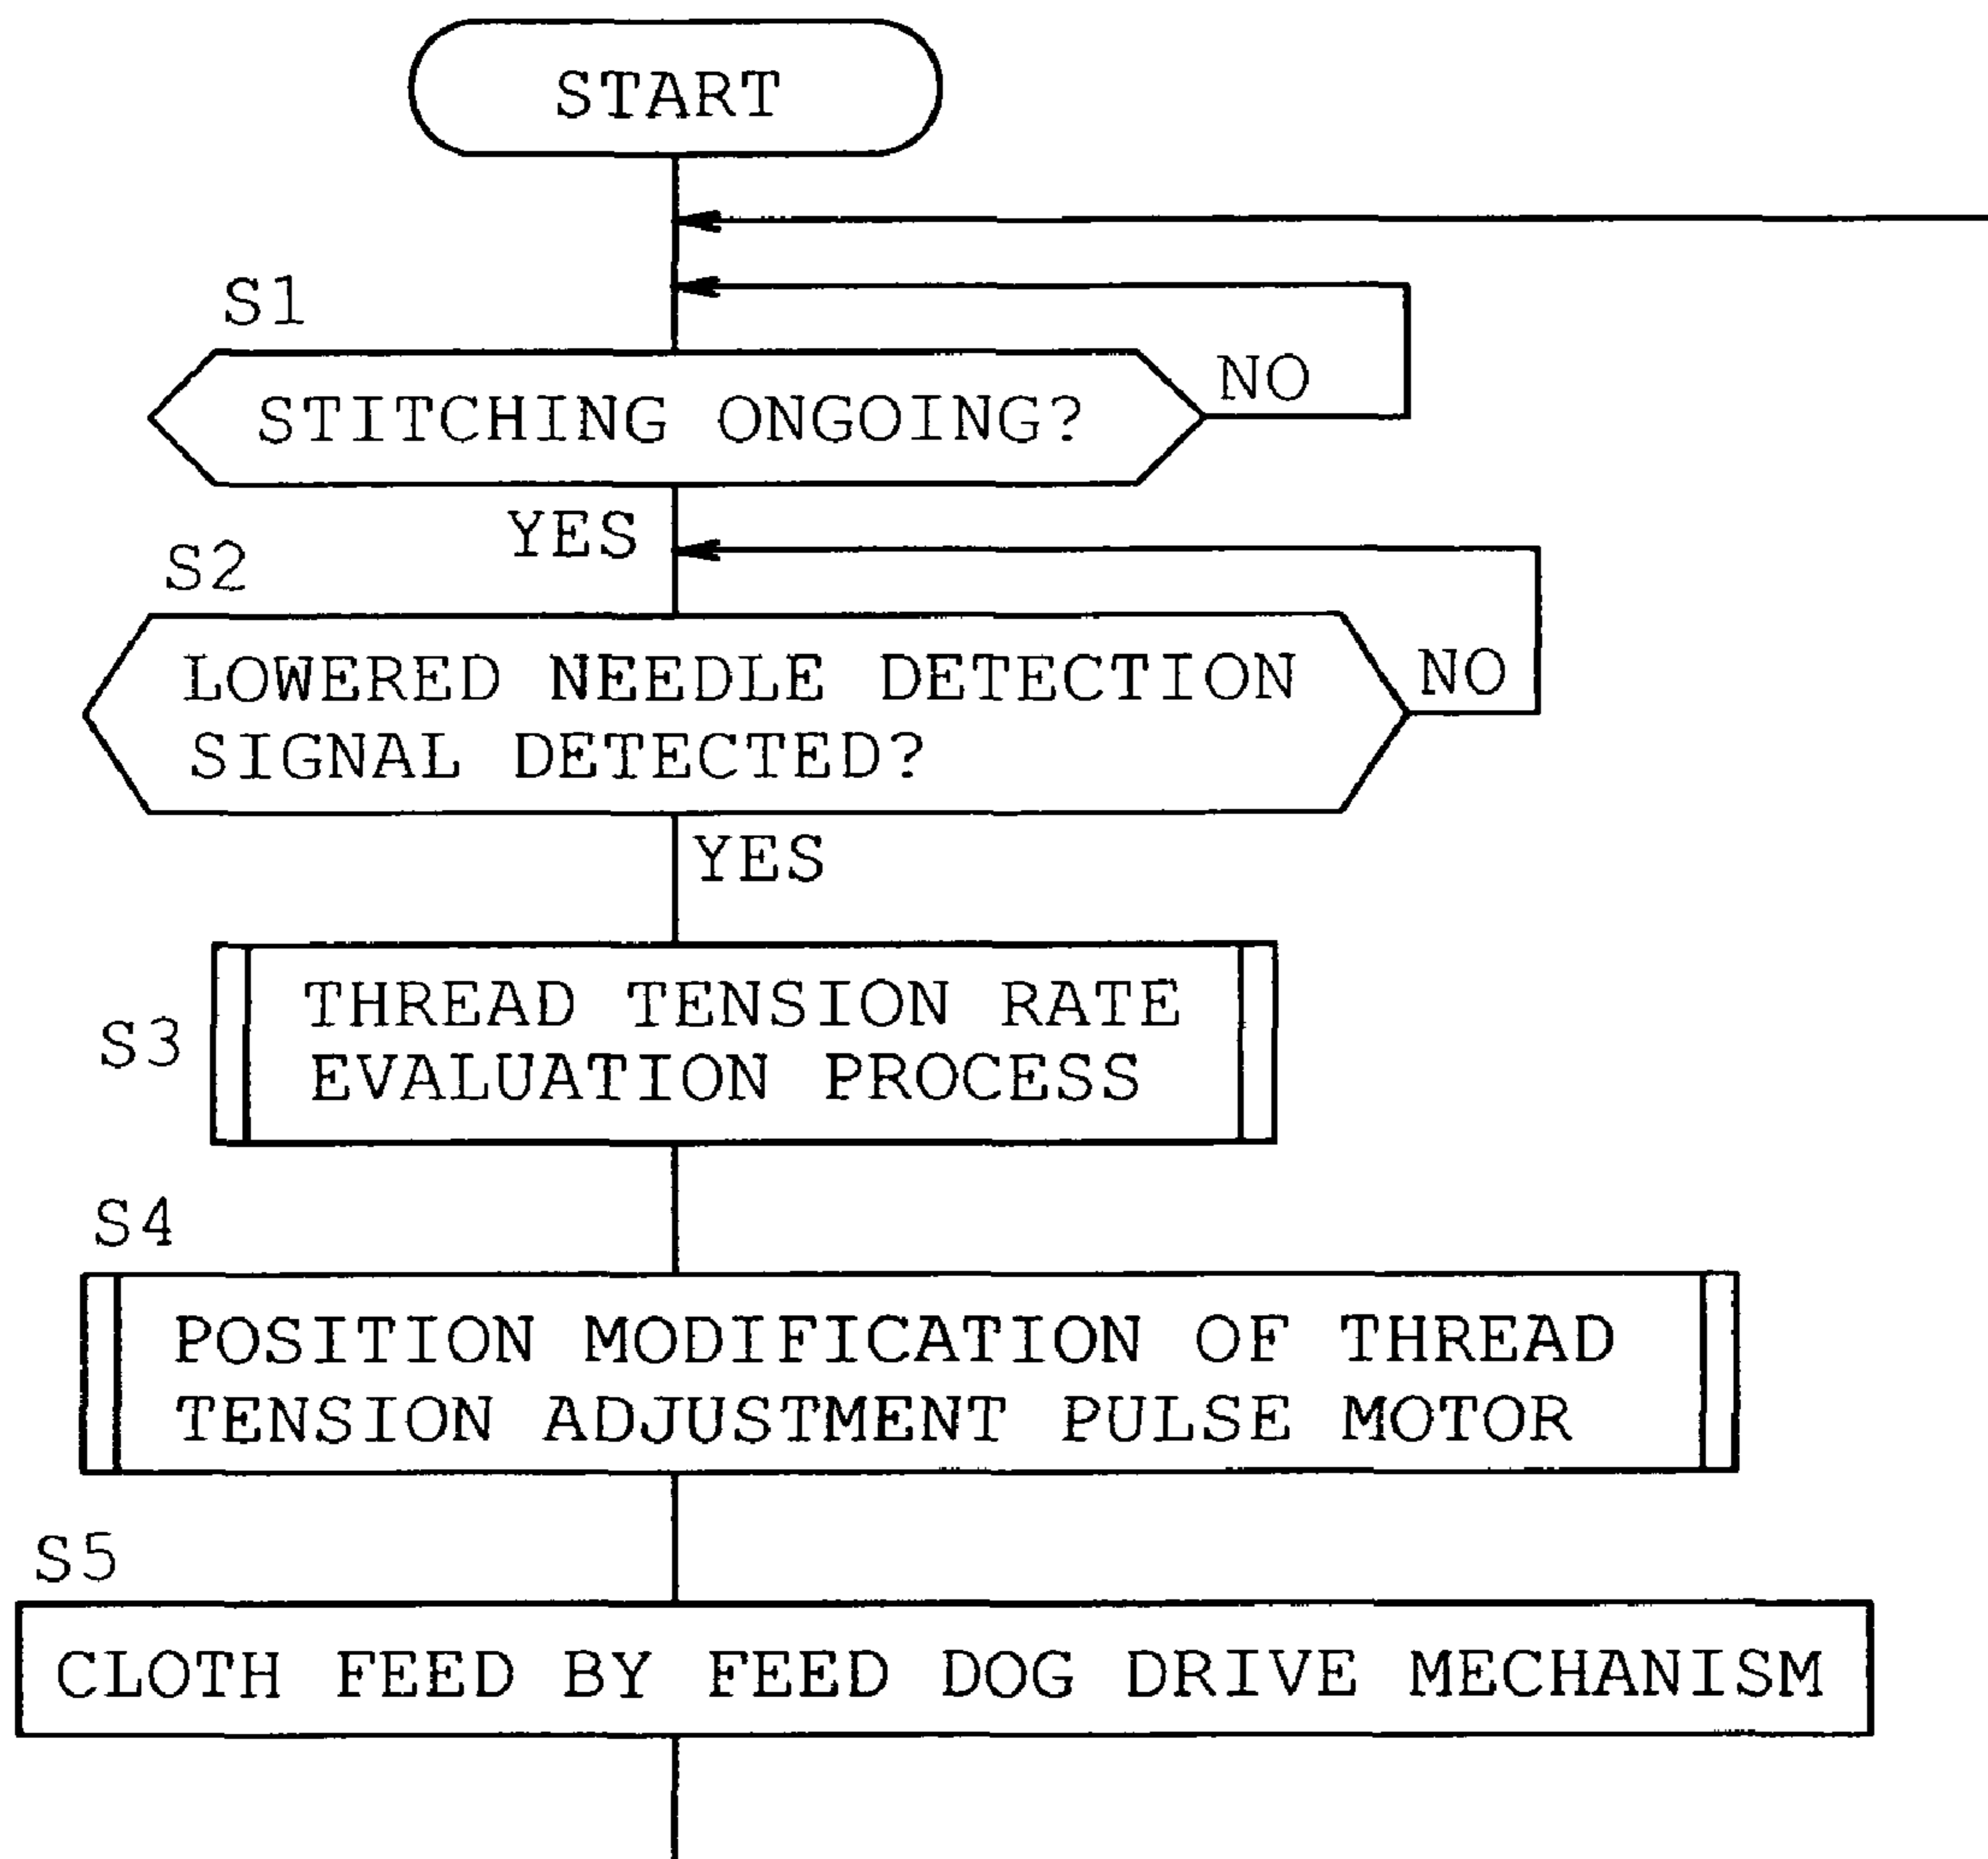 START
S1
NO
STITCHING ONGOING?
YES
S2
LOWERED NEEDLE DETECTION
NO
SIGNAL DETECTED?
YES
THREAD TENSION RATE
S3
EVALUATION PROCESS
S4
POSITION MODIFICATION OF THREAD
TENSION ADJUSTMENT PULSE MOTOR
S5
CLOTH FEED BY FEED DOG DRIVE MECHANISM